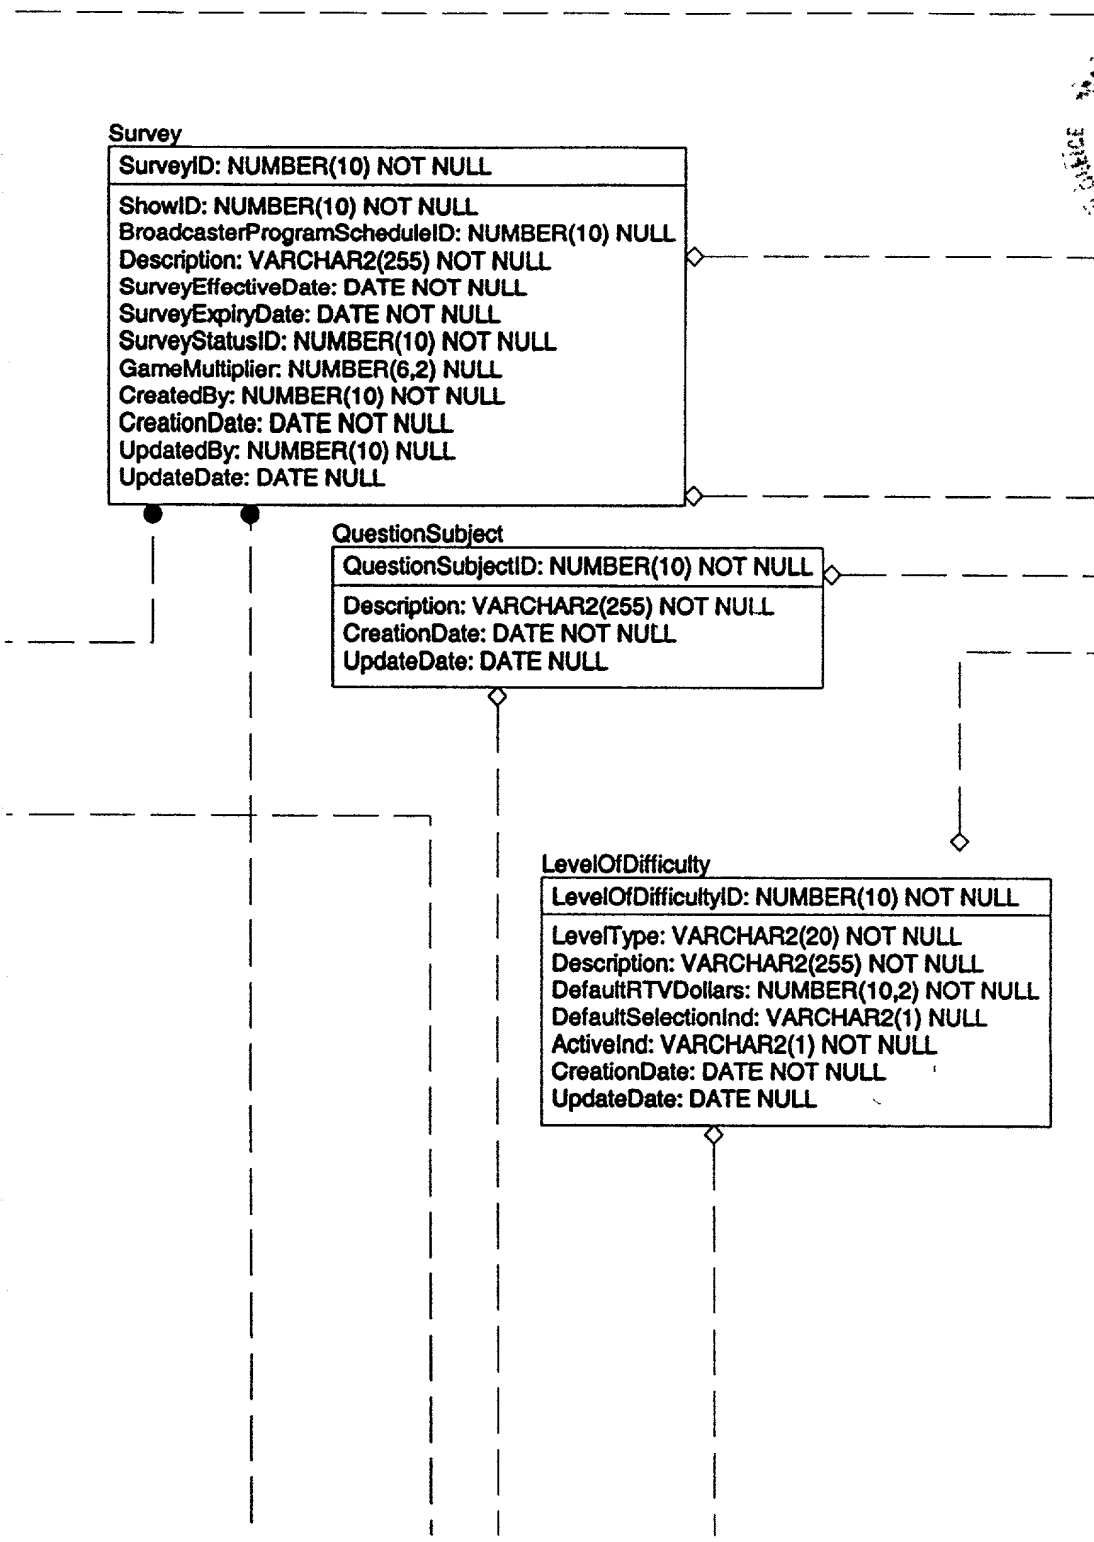 Survey
SurveyID: NUMBER(10) NOT NULL
ShowID: NUMBER(10) NOT NULL
BroadcasterProgramScheduleID: NUMBER(10) NULL
Description: VARCHAR2(255) NOT NULL
SurveyEffectiveDate: DATE NOT NULL
SurveyExpiryDate: DATE NOT NULL
SurveyStatusID: NUMBER(10) NOT NULL
GameMultiplier: NUMBER(6,2) NULL
CreatedBy: NUMBER(10) NOT NULL
CreationDate: DATE NOT NULL
UpdatedBy: NUMBER(10) NULL
UpdateDate: DATE NULL
QuestionSubject
QuestionSubjectID: NUMBER(10) NOT NULL
Description: VARCHAR2(255) NOT NULL
CreationDate: DATE NOT NULL
UpdateDate: DATE NULL
LevelOfDifficulty
LevelOfDifficultyID: NUMBER(10) NOT NULL
LevelType: VARCHAR2(20) NOT NULL
Description: VARCHAR2(255) NOT NULL
DefaultRTVDollars: NUMBER(10,2) NOT NULL
DefaultSelectionInd: VARCHAR2(1) NULL
ActiveInd: VARCHAR2(1) NOT NULL
CreationDate: DATE NOT NULL
UpdateDate: DATE NULL